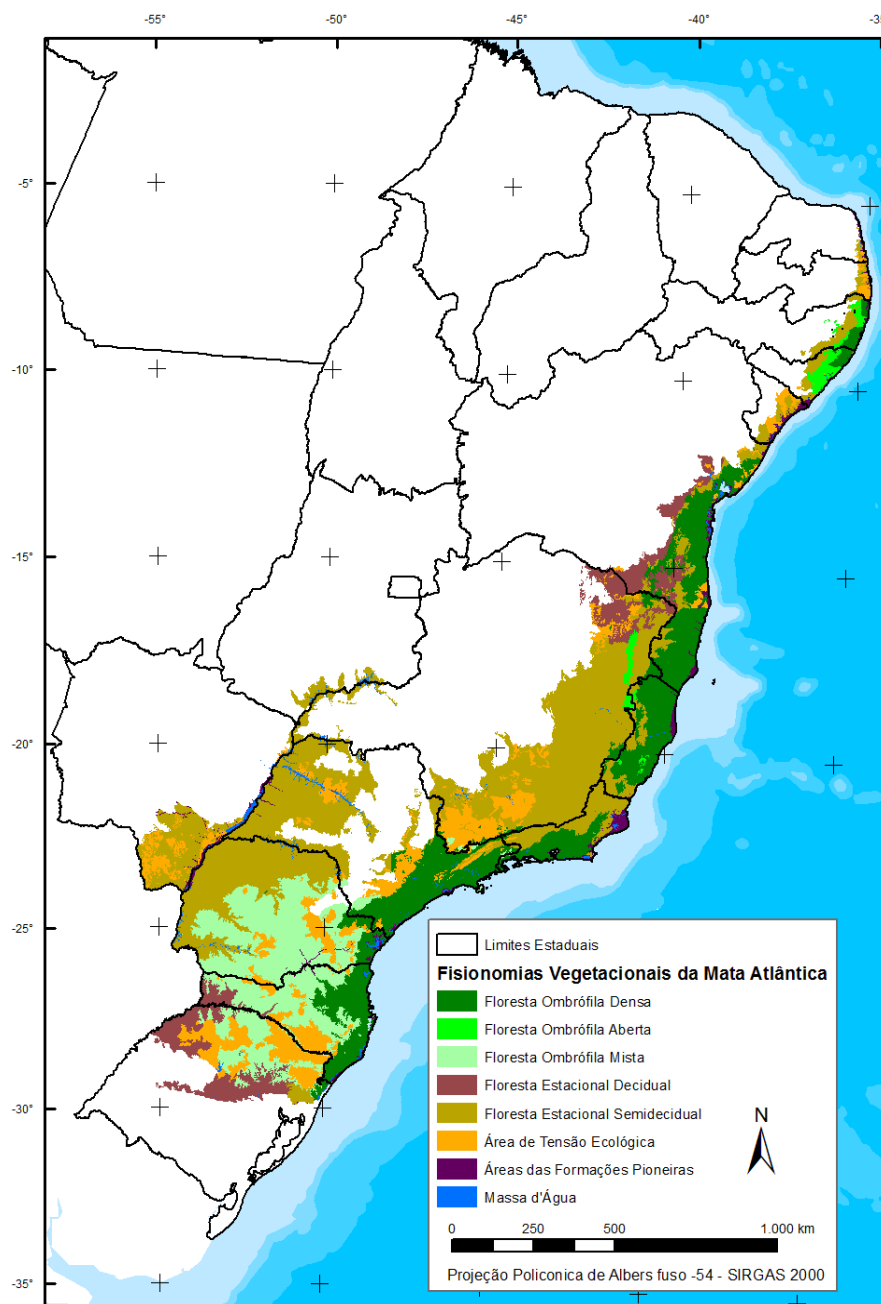 -55°
-50°
-45°
-40°
-35
-5°
-10°
-15°
-20°
-25°
-30°
-35°
Limites Estaduais
Fisionomias Vegetacionais da Mata Atlântica
Floresta Ombrófila Densa
Floresta Ombrófila Aberta
Floresta Ombrófila Mista
Floresta Estacional Decidual
Floresta Estacional Semidecidual
Área de Tensão Ecológica
Áreas das Formações Pioneiras
Massa d'Água
N
0 250 500 1.000 km
Projeção Policonica de Albers fuso -54 - SIRGAS 2000